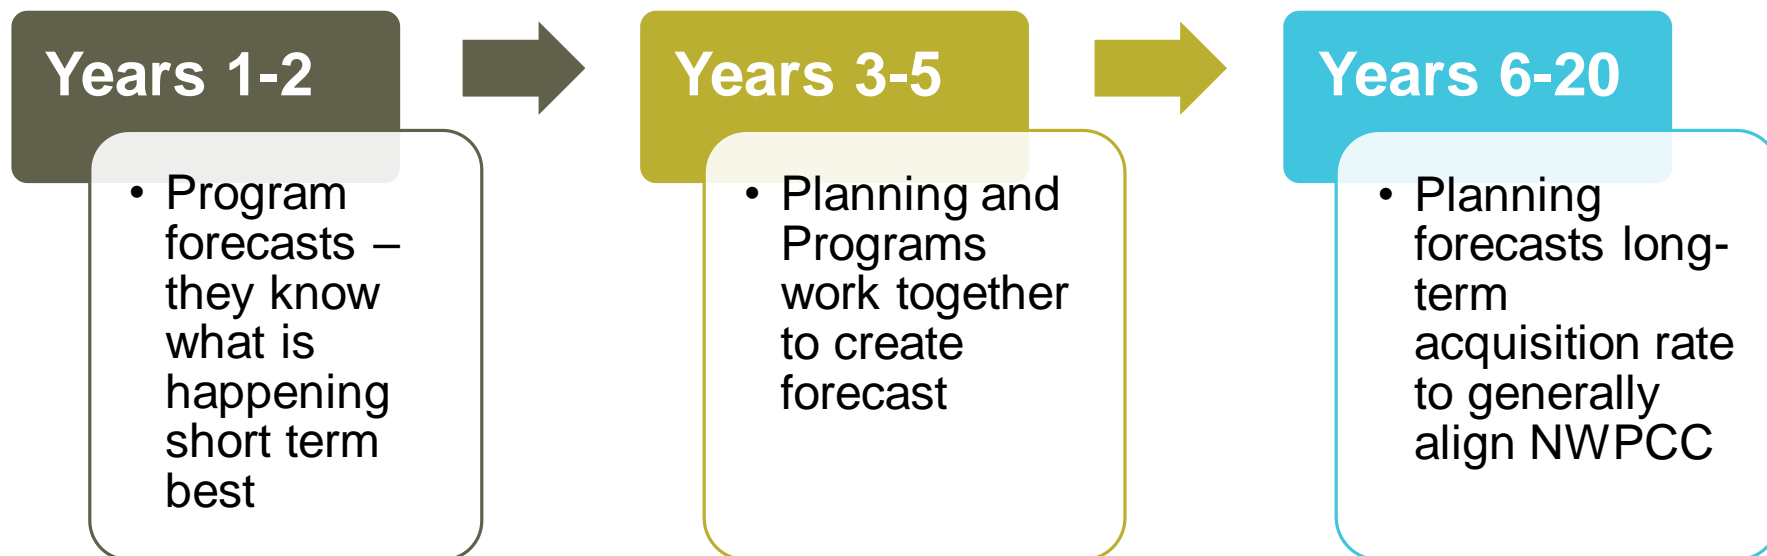 Years 1-2
• Program
forecasts –
they know
what is
happening
short term
best
Years 3-5
• Planning and
Programs
work together
to create
forecast
Years 6-20
• Planning
forecasts long-
term
acquisition rate
to generally
align NWPCC